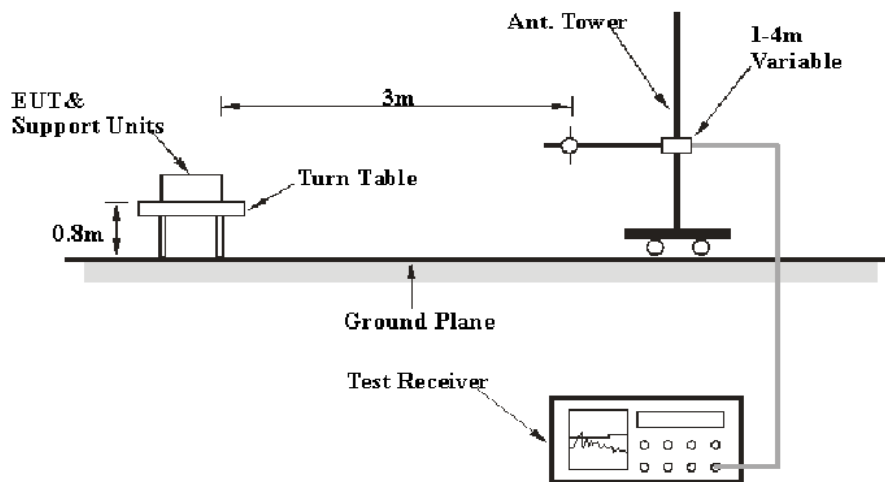 Ant. Tower
1-4m
Variable
3m
EUT &
Support Units
Turn Table
0.8m
Ground Plane
Test Receiver